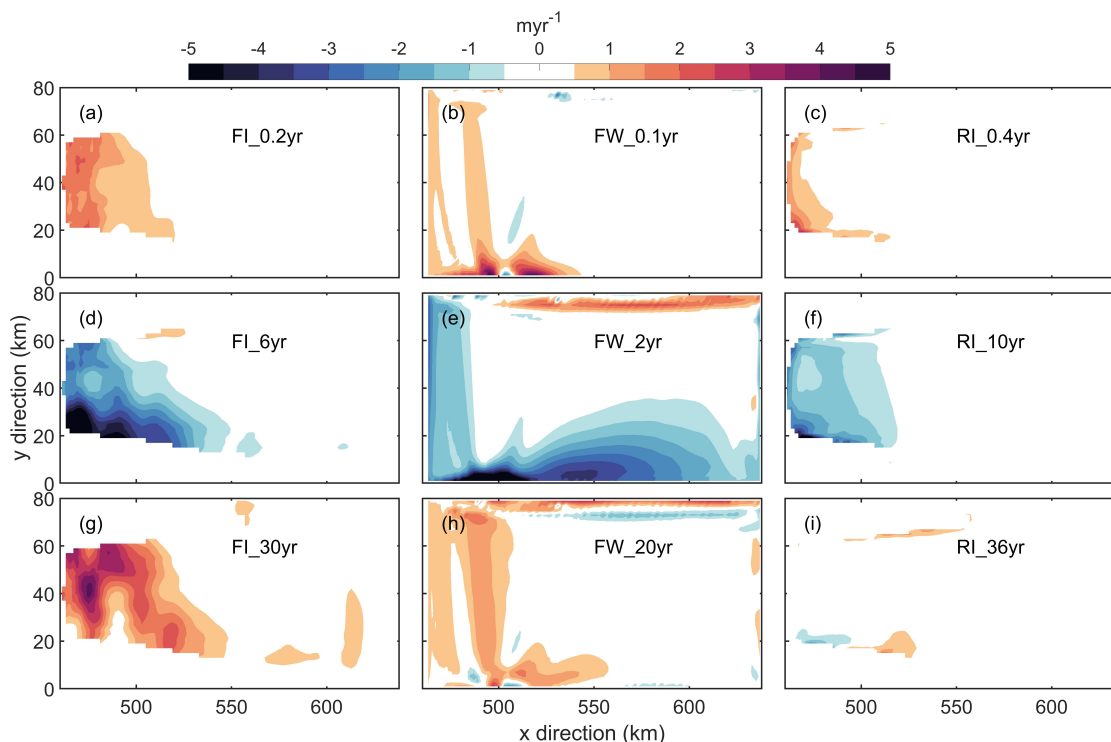 myr-1
-5 -4 -3 -2 -1 0 1 2 3 4 5
80 (a) FI_0.2yr (b) FW_0.1yr (c) RI_0.4yr
60
40
20
0
80 (d) FI_6yr (e) FW_2yr (f) RI_10yr
60
40
20
0
80 (g) FI_30yr (h) FW_20yr (i) RI_36yr
60
40
20
0
y direction (km)
500 550 600 500 550 600 500 550 600
x direction (km)